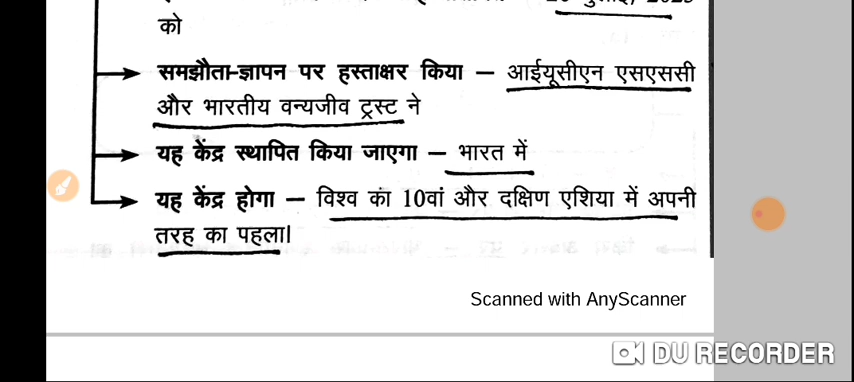 को
समझौता-ज्ञापन पर हस्ताक्षर किया – आईयूसीएन एसएससी
और भारतीय वन्यजीव ट्रस्ट ने
यह केंद्र स्थापित किया जाएगा – भारत में
यह केंद्र होगा – विश्व का 10वां और दक्षिण एशिया में अपनी
तरह का पहला।
Scanned with AnyScanner
DU RECORDER